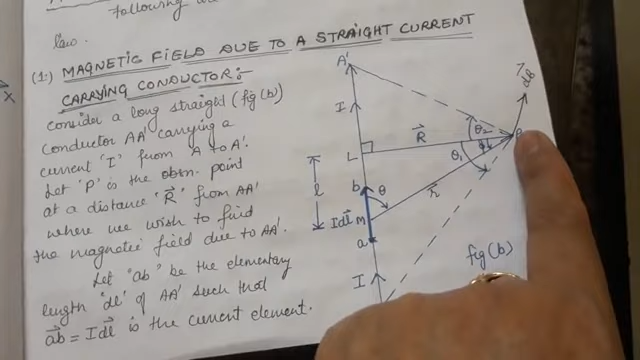 following
law.
(1:) MAGNETIC FIELD DUE TO A STRAIGHT CURRENT
CARRYING CONDUCTOR:
Consider a long straight (fig(b)
conductor AA' carrying a
current 'I' from A to A'.
Let 'P' is the obsn. point
at a distance 'R' from AA'
where we wish to find
the magnetic field due to AA'.
Let "ab" be the elementary
length "dl" of AA' such that
ab = Idl is the current element.
A'
dB
I
R
θ2
L
θ1
φ
l
b
θ
r
Idl
M
a
I
fig(b)